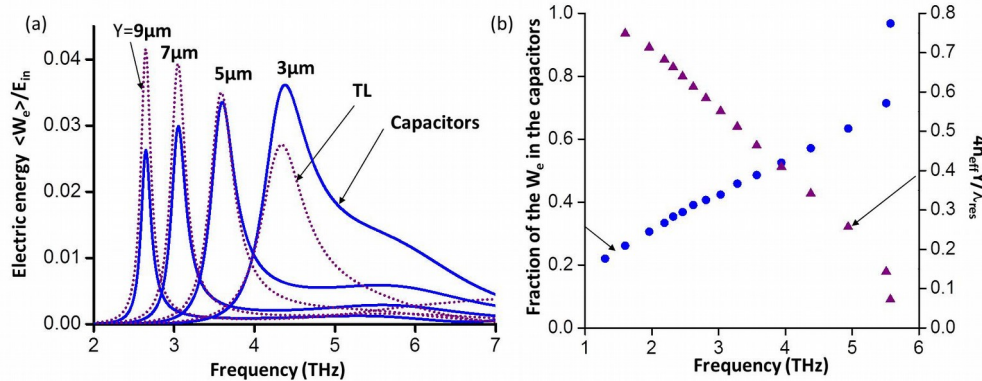 (a)
Y=9μm
7μm
5μm
3μm
TL
Capacitors
Electric energy <We>/Ein
0.04
0.03
0.02
0.01
0.00
2 3 4 5 6 7
Frequency (THz)
(b)
Fraction of the We in the capacitors
1.0
0.8
0.6
0.4
0.2
0.0
1 2 3 4 5 6
Frequency (THz)
0.8
0.7
0.6
0.5
0.4
0.3
0.2
0.1
0.0
4neffY/λres